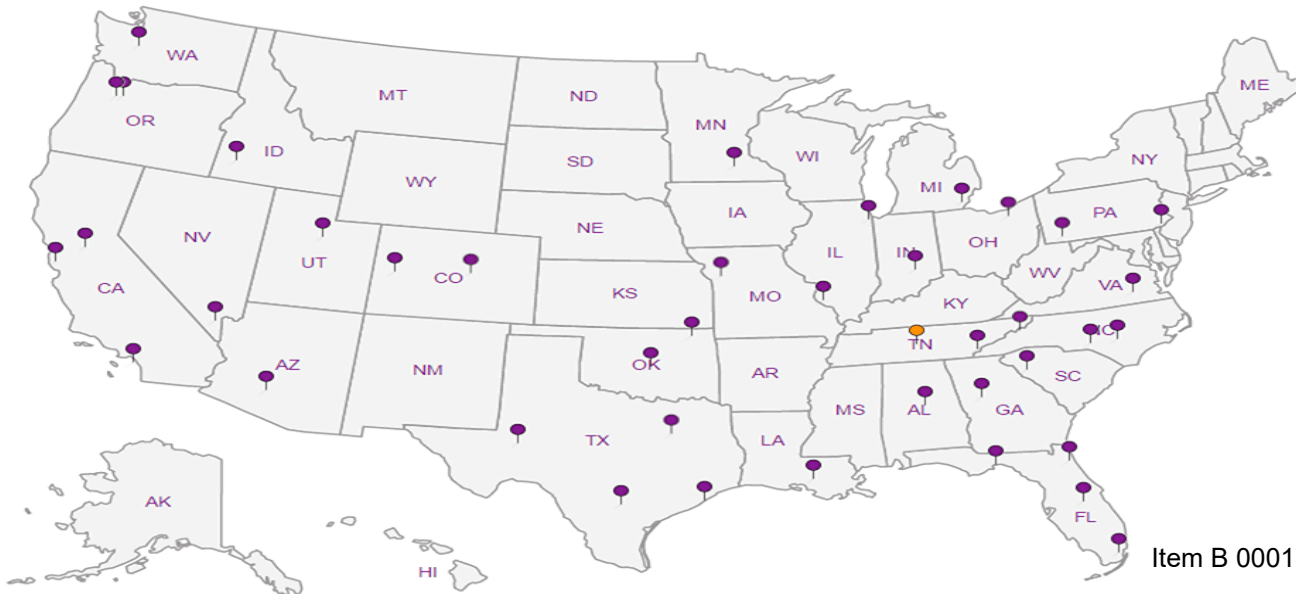 WA
MT
ND
MN
ME
OR
ID
SD
WI
NY
WY
MI
IA
PA
NV
NE
OH
UT
CO
IL
IN
WV
CA
KS
MO
VA
KY
AZ
NM
OK
TN
NC
AR
SC
MS
AL
GA
TX
LA
AK
FL
HI
Item B 0001